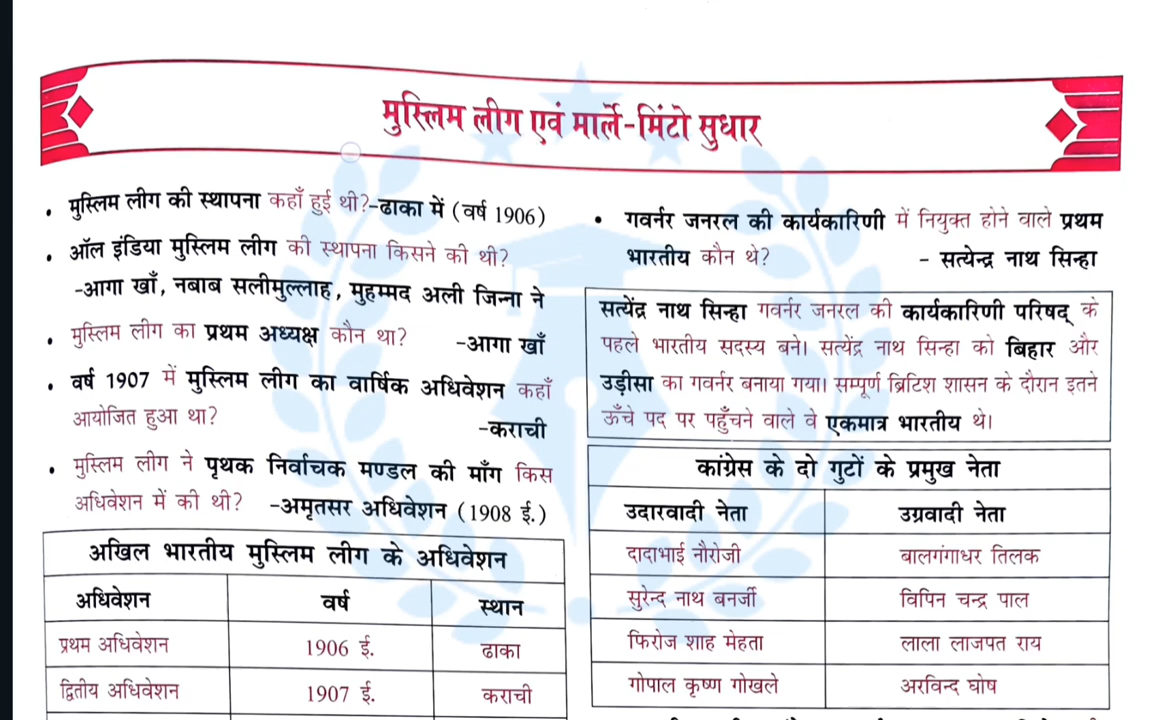 मुस्लिम लीग एवं मार्ले-मिंटो सुधार
• मुस्लिम लीग की स्थापना कहाँ हुई थी?-ढाका में (वर्ष 1906)
• ऑल इंडिया मुस्लिम लीग की स्थापना किसने की थी?
-आगा खाँ, नबाब सलीमुल्लाह, मुहम्मद अली जिन्ना ने
• मुस्लिम लीग का प्रथम अध्यक्ष कौन था? -आगा खाँ
• वर्ष 1907 में मुस्लिम लीग का वार्षिक अधिवेशन कहाँ
आयोजित हुआ था? -कराची
• मुस्लिम लीग ने पृथक निर्वाचक मण्डल की माँग किस
अधिवेशन में की थी? -अमृतसर अधिवेशन (1908 ई.)
अखिल भारतीय मुस्लिम लीग के अधिवेशन
अधिवेशन वर्ष स्थान
प्रथम अधिवेशन 1906 ई. ढाका
द्वितीय अधिवेशन 1907 ई. कराची
• गवर्नर जनरल की कार्यकारिणी में नियुक्त होने वाले प्रथम
भारतीय कौन थे? - सत्येन्द्र नाथ सिन्हा
सत्येंद्र नाथ सिन्हा गवर्नर जनरल की कार्यकारिणी परिषद् के
पहले भारतीय सदस्य बने। सत्येंद्र नाथ सिन्हा को बिहार और
उड़ीसा का गवर्नर बनाया गया। सम्पूर्ण ब्रिटिश शासन के दौरान इतने
ऊँचे पद पर पहुँचने वाले वे एकमात्र भारतीय थे।
कांग्रेस के दो गुटों के प्रमुख नेता
उदारवादी नेता उग्रवादी नेता
दादाभाई नौरोजी बालगंगाधर तिलक
सुरेन्द नाथ बनर्जी विपिन चन्द्र पाल
फिरोज शाह मेहता लाला लाजपत राय
गोपाल कृष्ण गोखले अरविन्द घोष